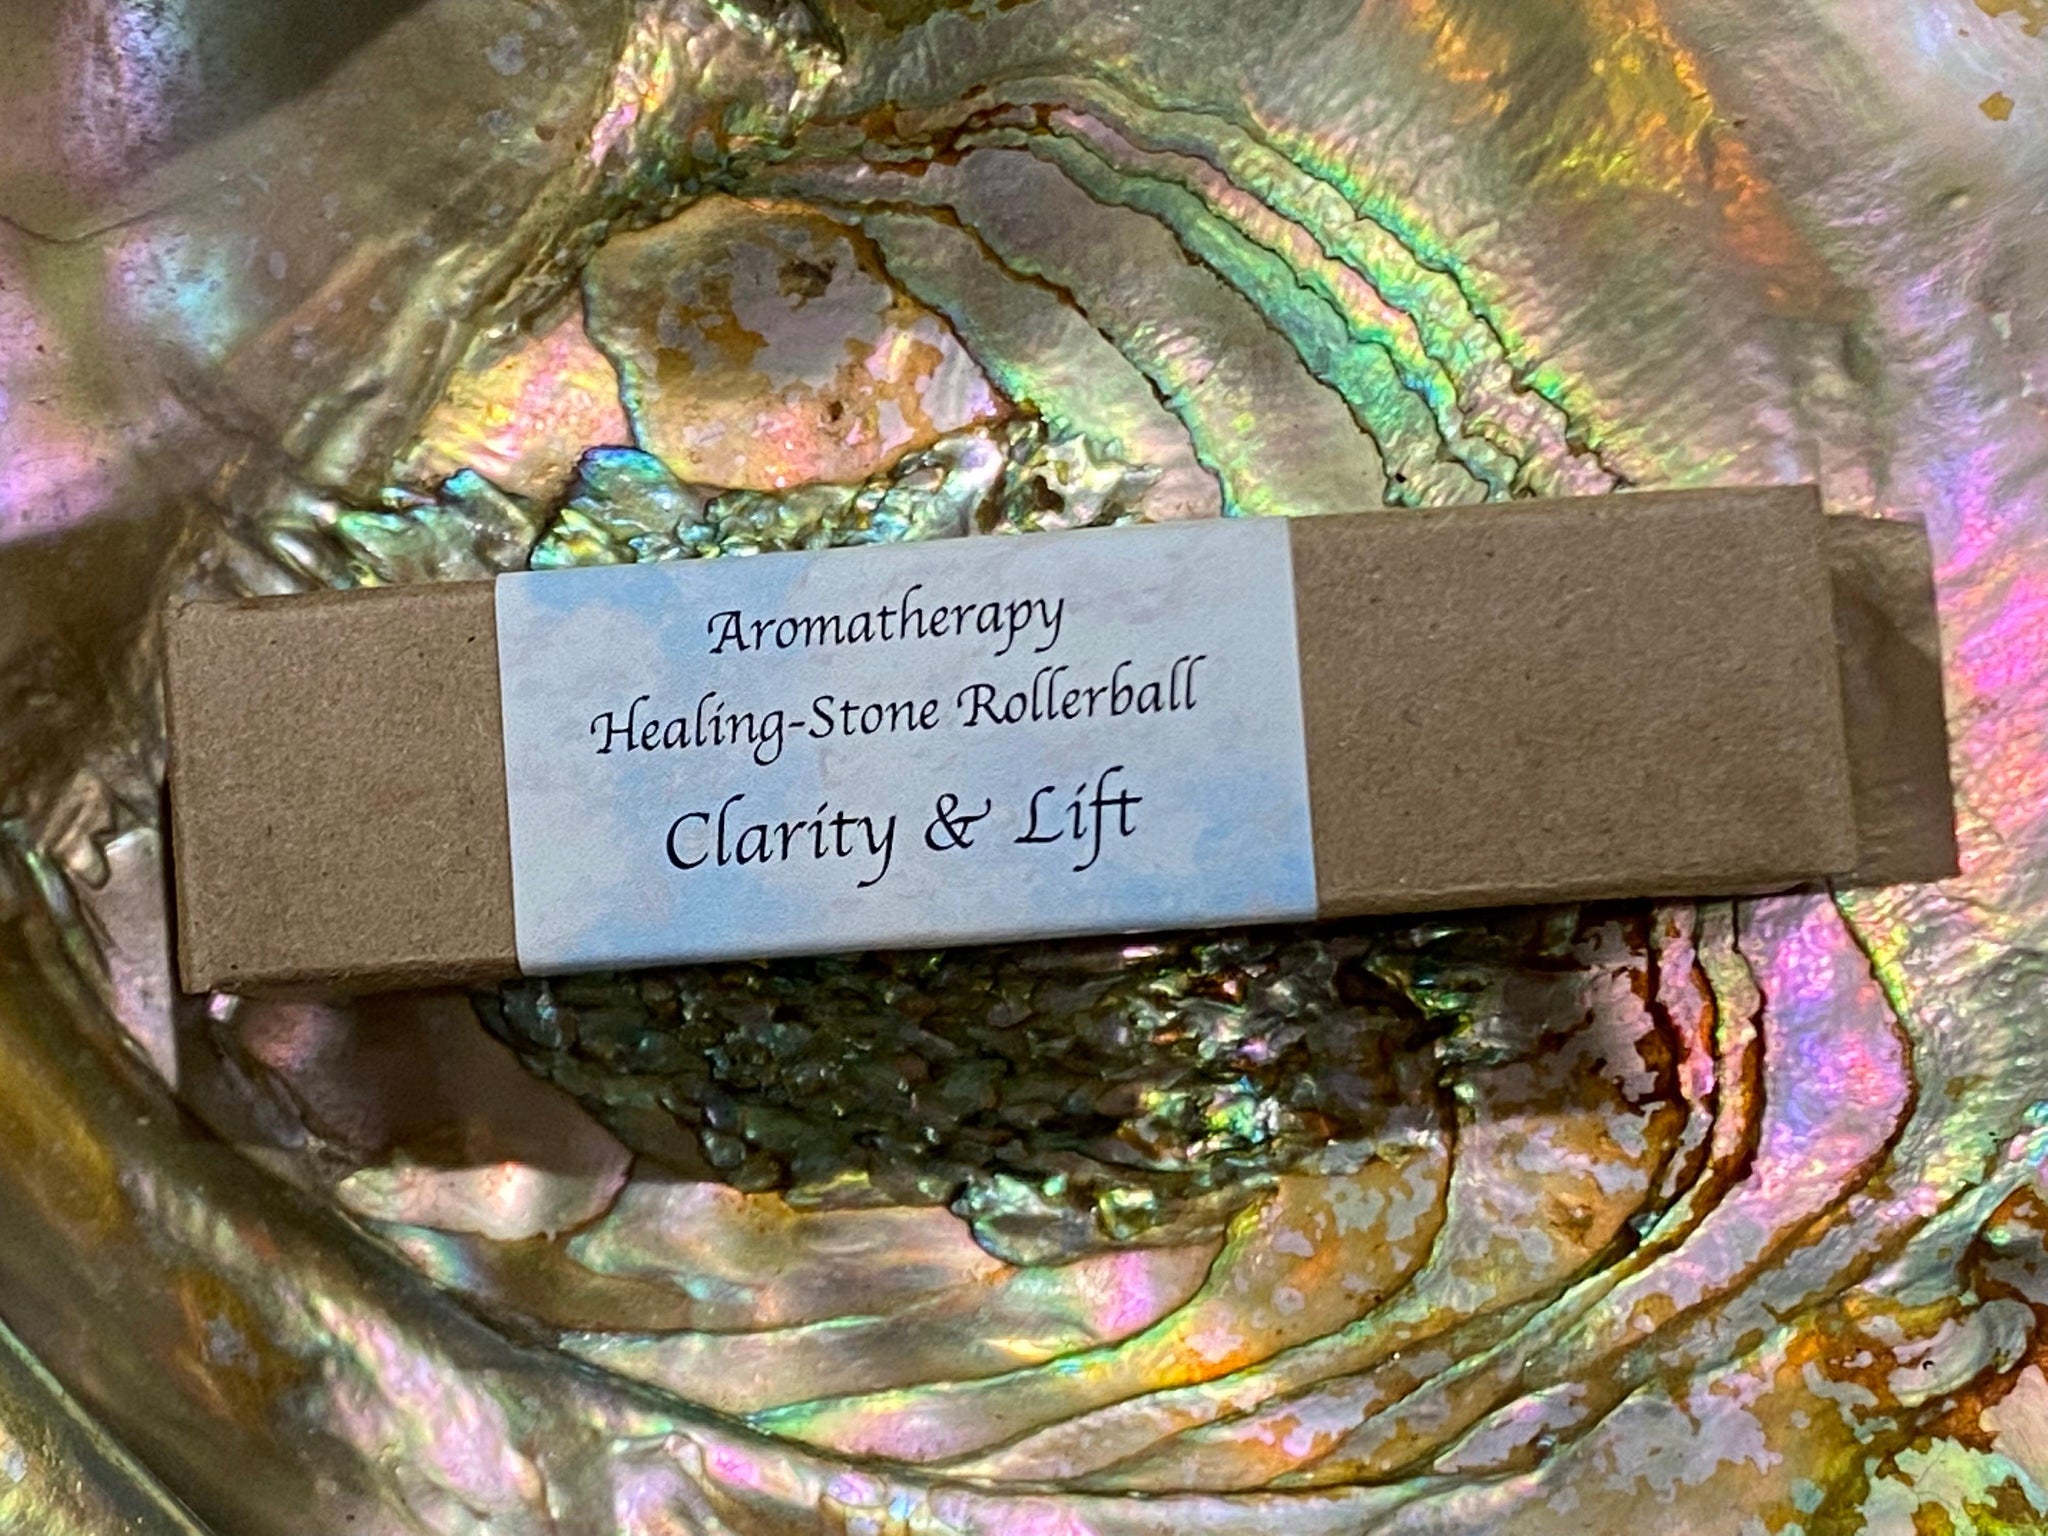 Aromatherapy
Healing-Stone Rollerball
Clarity & Lift